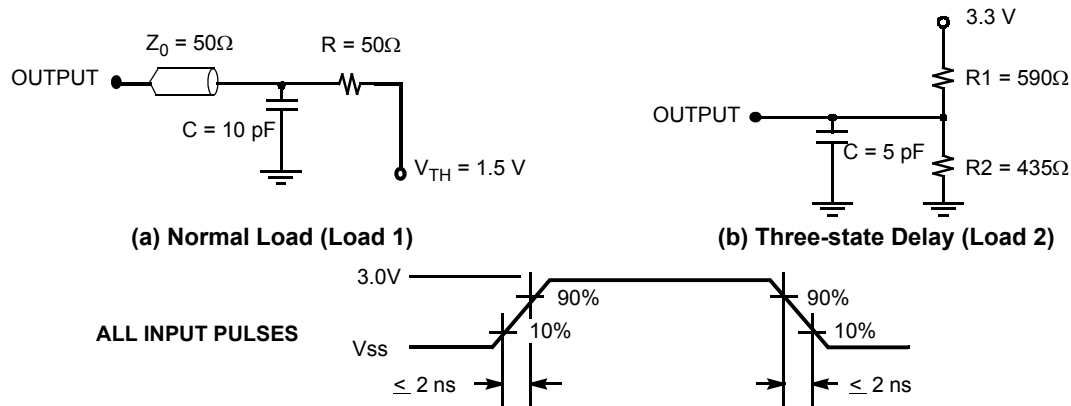 Z0 = 50Ω
R = 50Ω
OUTPUT
C = 10 pF
VTH = 1.5 V
(a) Normal Load (Load 1)
3.3 V
R1 = 590Ω
OUTPUT
C = 5 pF
R2 = 435Ω
(b) Three-state Delay (Load 2)
3.0V
90%
90%
ALL INPUT PULSES
10%
10%
Vss
≤ 2 ns
≤ 2 ns